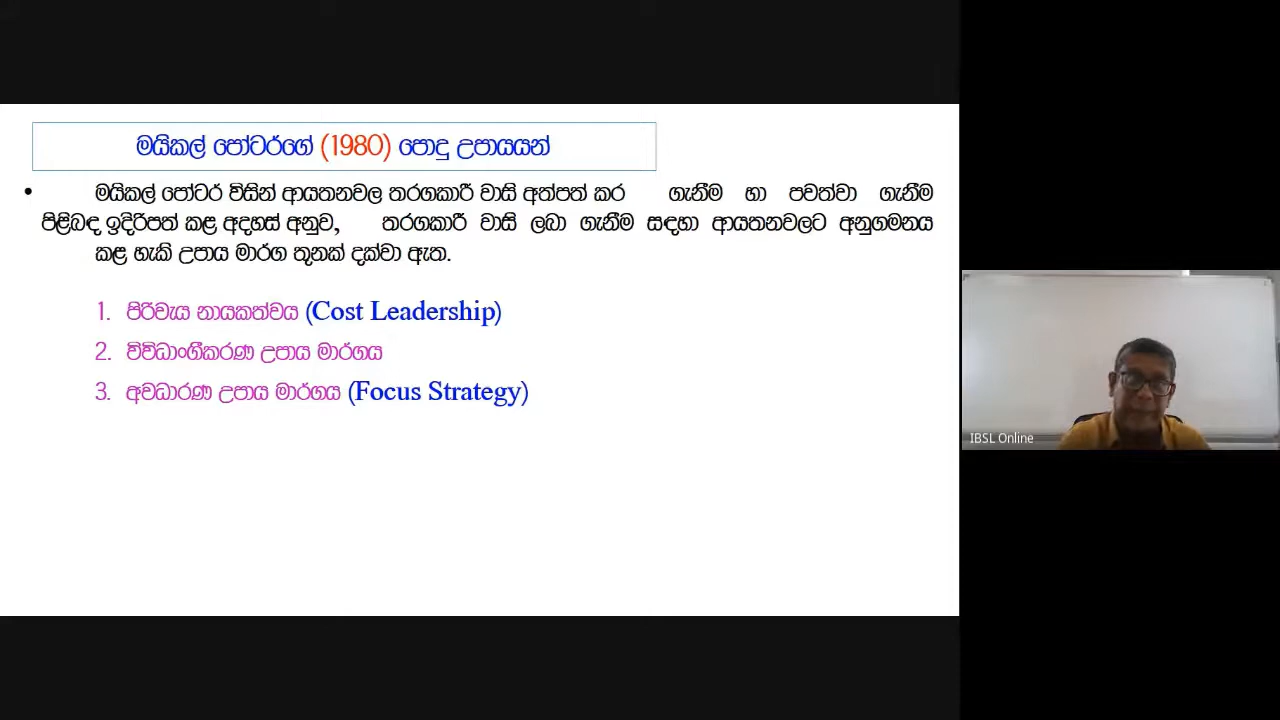 මයිකල් පෝටර්ගේ (1980) පොදු උපායයන්
• මයිකල් පෝටර් විසින් ආයතනවල තරගකාරී වාසි අත්පත් කර ගැනීම හා පවත්වා ගැනීම
පිළිබඳ ඉදිරිපත් කළ අදහස් අනුව, තරගකාරී වාසි ලබා ගැනීම සඳහා ආයතනවලට අනුගමනය
කළ හැකි උපාය මාර්ග තුනක් දක්වා ඇත.
1. පිරිවැය නායකත්වය (Cost Leadership)
2. විවිධාංගීකරණ උපාය මාර්ගය
3. අවධාරණ උපාය මාර්ගය (Focus Strategy)
IBSL Online